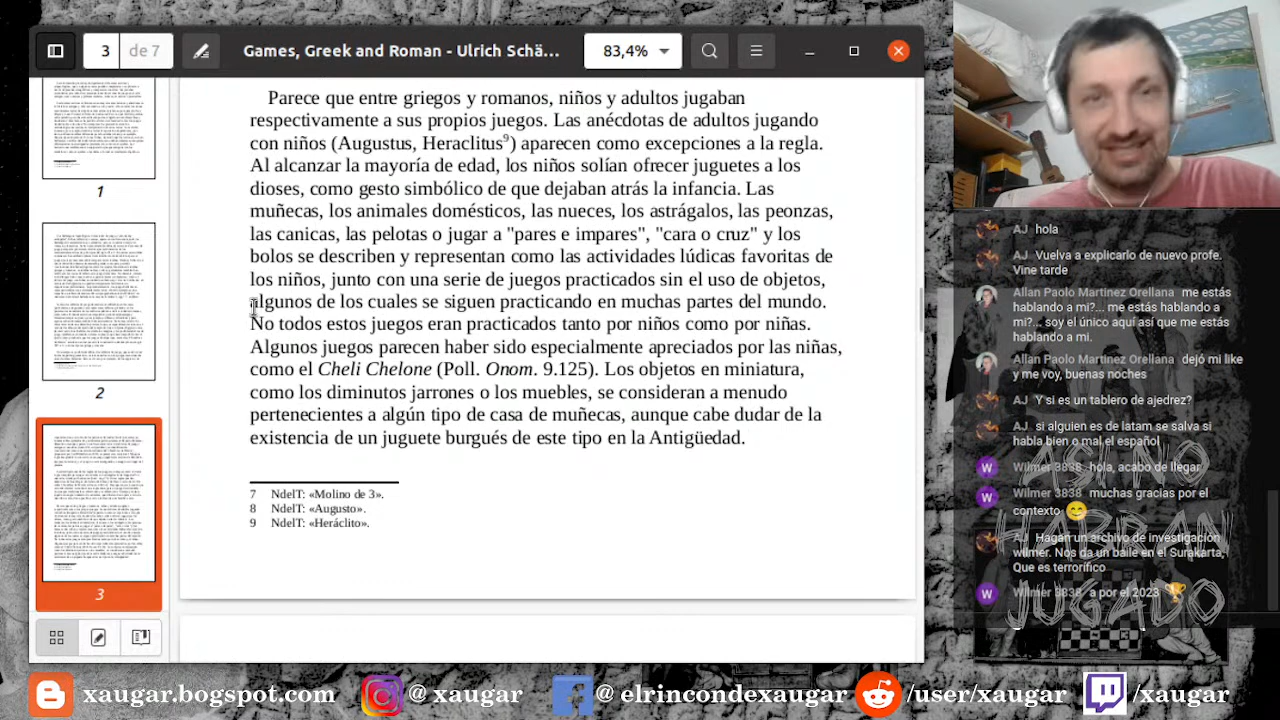 3 de 7
Games, Greek and Roman - Ulrich Schä...
83,4%
Parece que entre griegos y romanos, niños y adultos jugaban
respectivamente a sus propios juegos. Las anécdotas de adultos jugando
con niños (Augustus, Heraclius⁹) aparecen como excepciones a la regla.
Al alcanzar la mayoría de edad, los niños solían ofrecer juguetes a los
dioses, como gesto simbólico de que dejaban atrás la infancia. Las
muñecas, los animales domésticos, las nueces, los astrágalos, las peonzas,
las canicas, las pelotas o jugar a "pares e impares", "cara o cruz" y los
bolos se describen y representan como las actividades lúdicas favoritas de
los niños, junto con una serie de juegos practicados sin el uso de objetos,
algunos de los cuales se siguen practicando en muchas partes del mundo.
No todos estos juegos eran practicados tanto por niños como por niñas.
Algunos juegos parecen haber sido especialmente apreciados por las niñas,
como el Cheli Chelone (Poll. Onom. 9.125). Los objetos en miniatura,
como los diminutos jarrones o los muebles, se consideran a menudo
pertenecientes a algún tipo de casa de muñecas, aunque cabe dudar de la
existencia de un juguete burgués de este tipo en la Antigüedad.
7 NdelT: «Molino de 3».
8 NdelT: «Augusto».
9 NdelT: «Heráclito».
1
2
3
AJ hola
AJ Vuelva a explicarlo de nuevo profe.
Vine tarde
Allan Paolo Martinez Orellana me estás
hablando a mi?... me estás hablando a
mi?... soy el único aquí así que me estás
hablando a mi.
Allan Paolo Martinez Orellana dejó mi like
y me voy, buenas noches
AJ Y si es un tablero de ajedrez?
AJ si alguien es de latam se salva si
habla bien o mal el español
W Wilmer 3838 hola, acabo de llegar
W Wilmer 3838 muchas gracias por el
contexto 😊
AJ Hagan un archivo de investigación
wilmer. Nos da un baile en el Surakarta,
Que es terrorífico
W Wilmer 3838 a por el 2023 🏆
ASI NO
HABRÁN
JUGADO
xaugar.bogspot.com
@ xaugar
@ elrincondexaugar
/user/xaugar
/xaugar